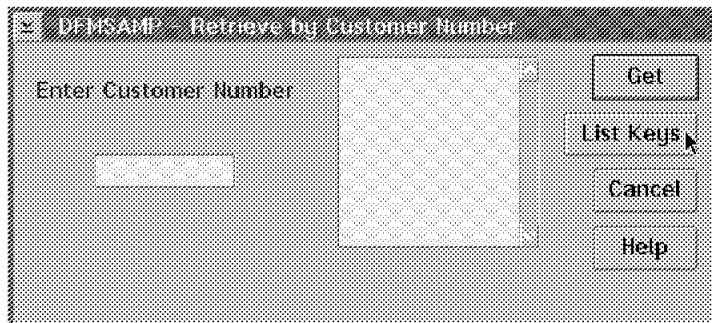 DFMSAMP - Retrieve by Customer Number
Enter Customer Number
Get
List Keys
Cancel
Help